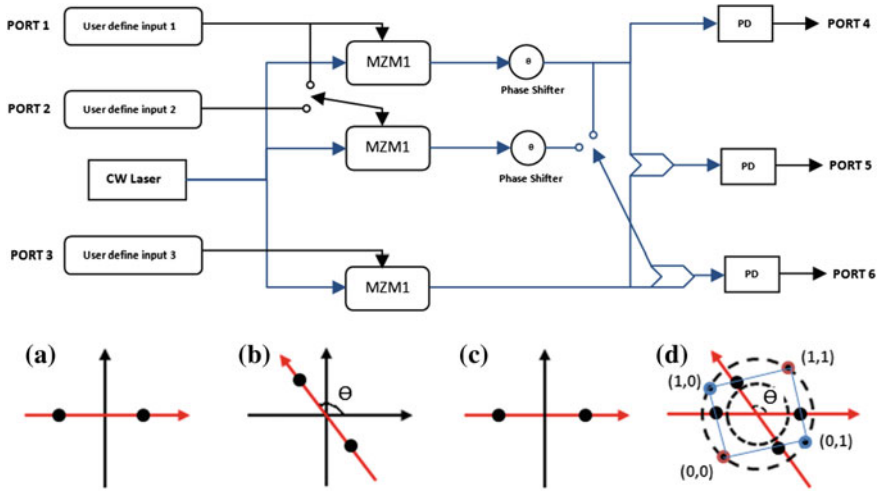 PORT 1
User define input 1
MZM1
θ
Phase Shifter
PD
PORT 4
PORT 2
User define input 2
MZM1
θ
Phase Shifter
CW Laser
PD
PORT 5
PORT 3
User define input 3
MZM1
PD
PORT 6
(a)
(b)
(c)
(d)
Ө
(1,1)
(1,0)
Ө
(0,1)
(0,0)